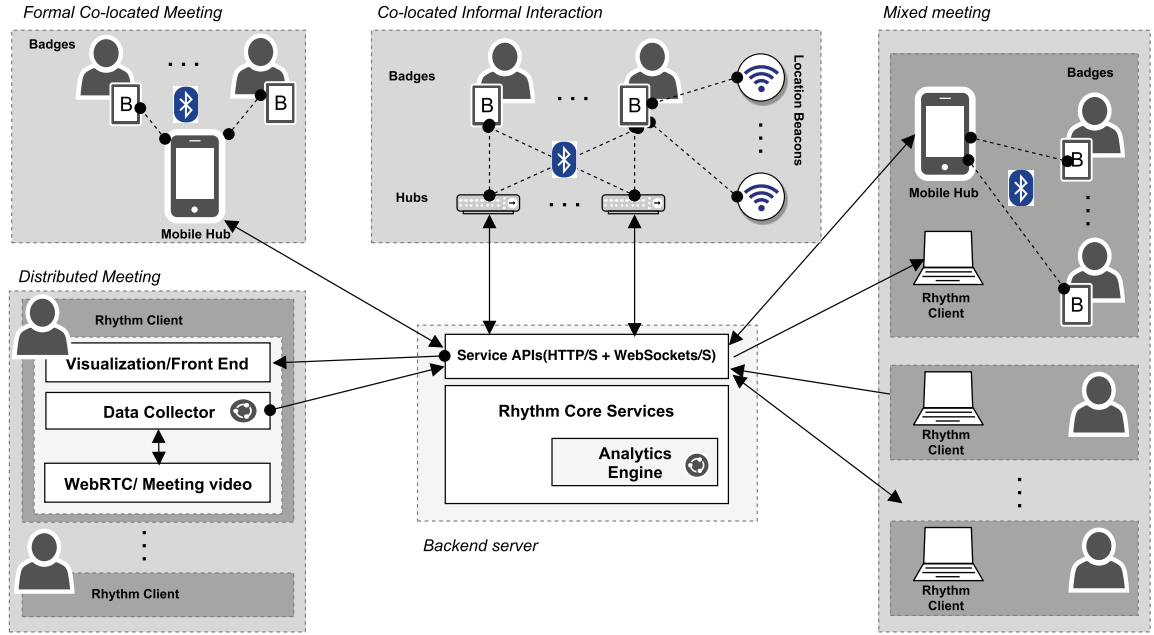 Formal Co-located Meeting
Badges
. . .
B
B
Mobile Hub
Co-located Informal Interaction
Badges
B
. . .
B
Location Beacons
Hubs
. . .
Mixed meeting
Badges
Mobile Hub
B
B
Rhythm
Client
Rhythm
Client
Rhythm
Client
Distributed Meeting
Rhythm Client
Visualization/Front End
Data Collector
WebRTC/ Meeting video
Rhythm Client
Service APIs(HTTP/S + WebSockets/S)
Rhythm Core Services
Analytics
Engine
Backend server